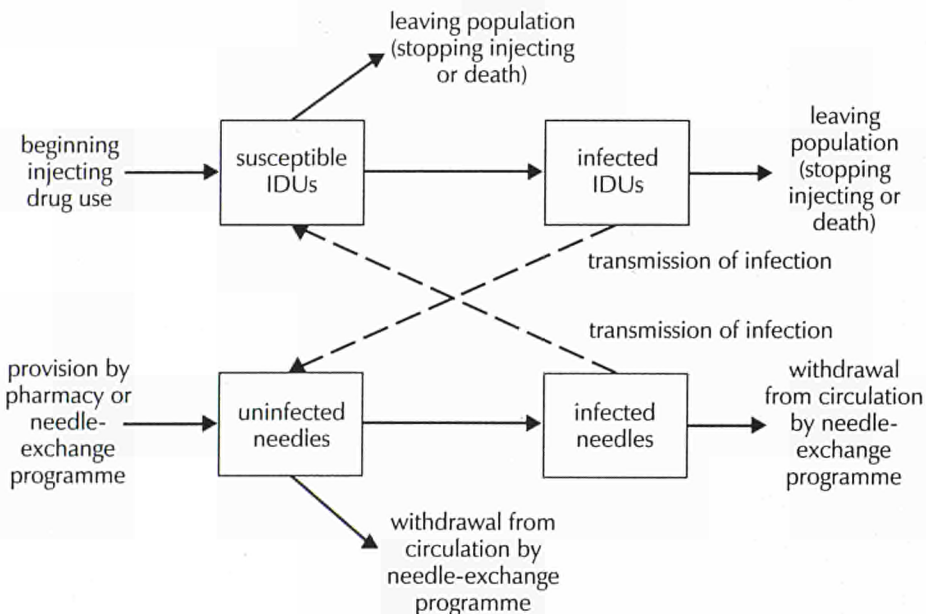 leaving population
(stopping injecting
or death)
beginning
injecting
drug use
susceptible
IDUs
infected
IDUs
leaving
population
(stopping
injecting or
death)
transmission of infection
transmission of infection
provision by
pharmacy or
needle-
exchange
programme
uninfected
needles
infected
needles
withdrawal
from circulation
by needle-
exchange
programme
withdrawal from
circulation by
needle-exchange
programme